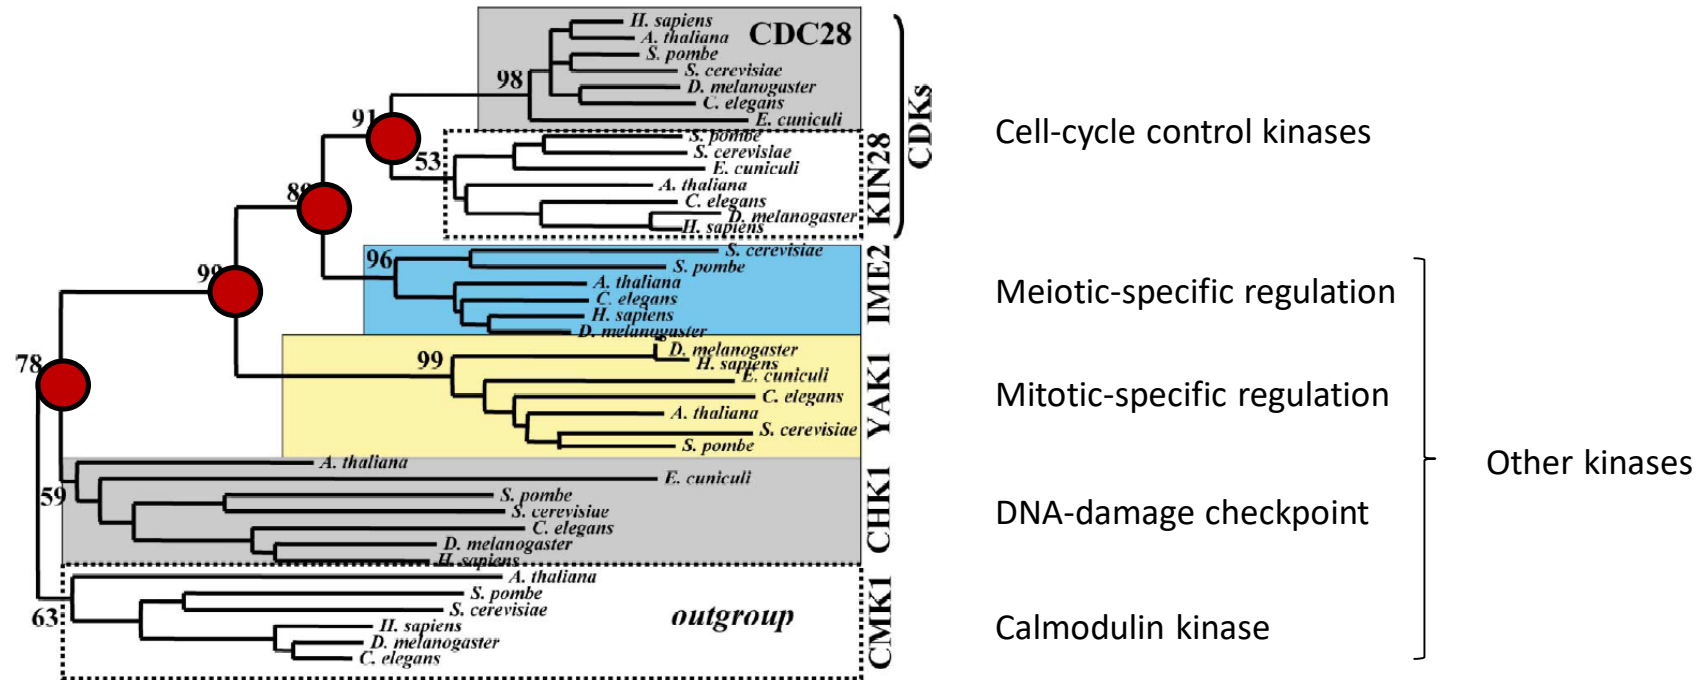 H. sapiens
A. thaliana
CDC28
S. pombe
98
S. cerevisiae
D. melanogaster
C. elegans
E. cuniculi
CDKs
91
S. pombe
53
S. cerevisiae
E. cuniculi
A. thaliana
C. elegans
D. melanogaster
H. sapiens
KIN28
Cell-cycle control kinases
S. cerevisiae
96
S. pombe
A. thaliana
C. elegans
H. sapiens
D. melanogaster
IME2
Meiotic-specific regulation
D. melanogaster
99
H. sapiens
E. cuniculi
C. elegans
A. thaliana
S. cerevisiae
S. pombe
YAK1
Mitotic-specific regulation
78
A. thaliana
E. cuniculi
59
S. pombe
S. cerevisiae
C. elegans
D. melanogaster
H. sapiens
CHK1
DNA-damage checkpoint
A. thaliana
S. pombe
63
S. cerevisiae
outgroup
H. sapiens
D. melanogaster
C. elegans
CMK1
Calmodulin kinase
Other kinases